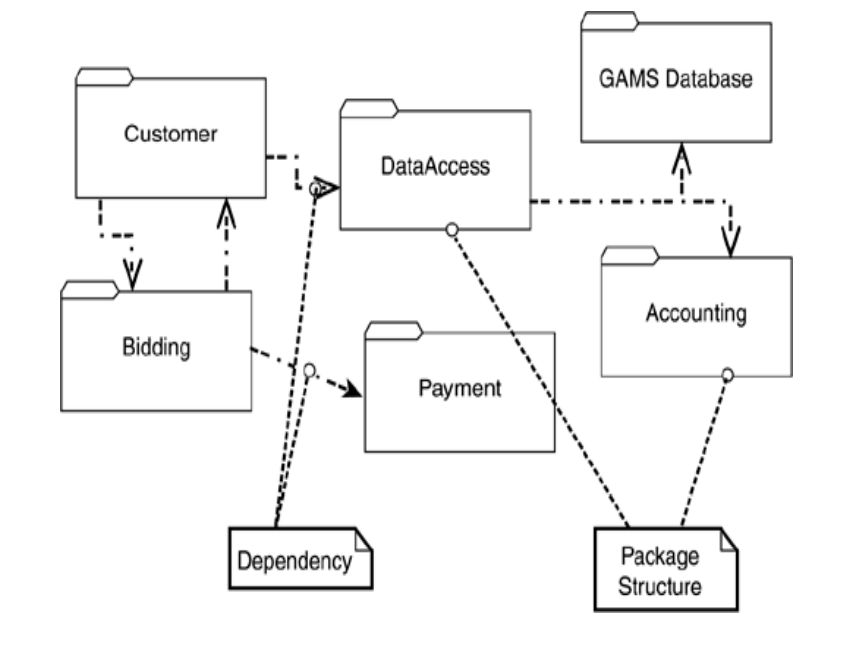 GAMS Database
Customer
DataAccess
Accounting
Bidding
Payment
Dependency
Package
Structure